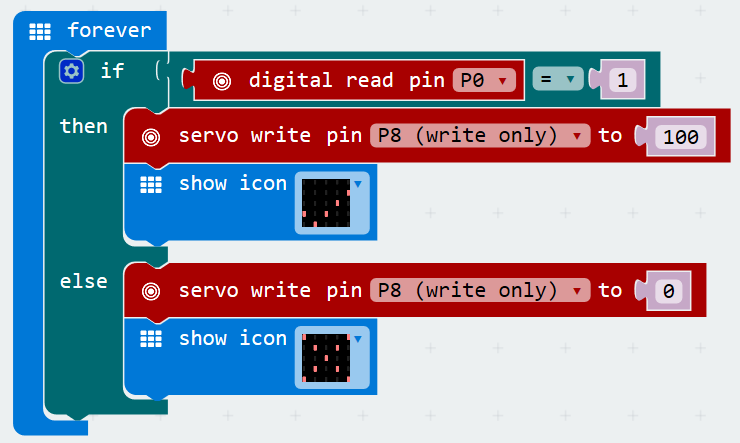 forever
if digital read pin P0 = 1
then servo write pin P8 (write only) to 100
show icon
else servo write pin P8 (write only) to 0
show icon